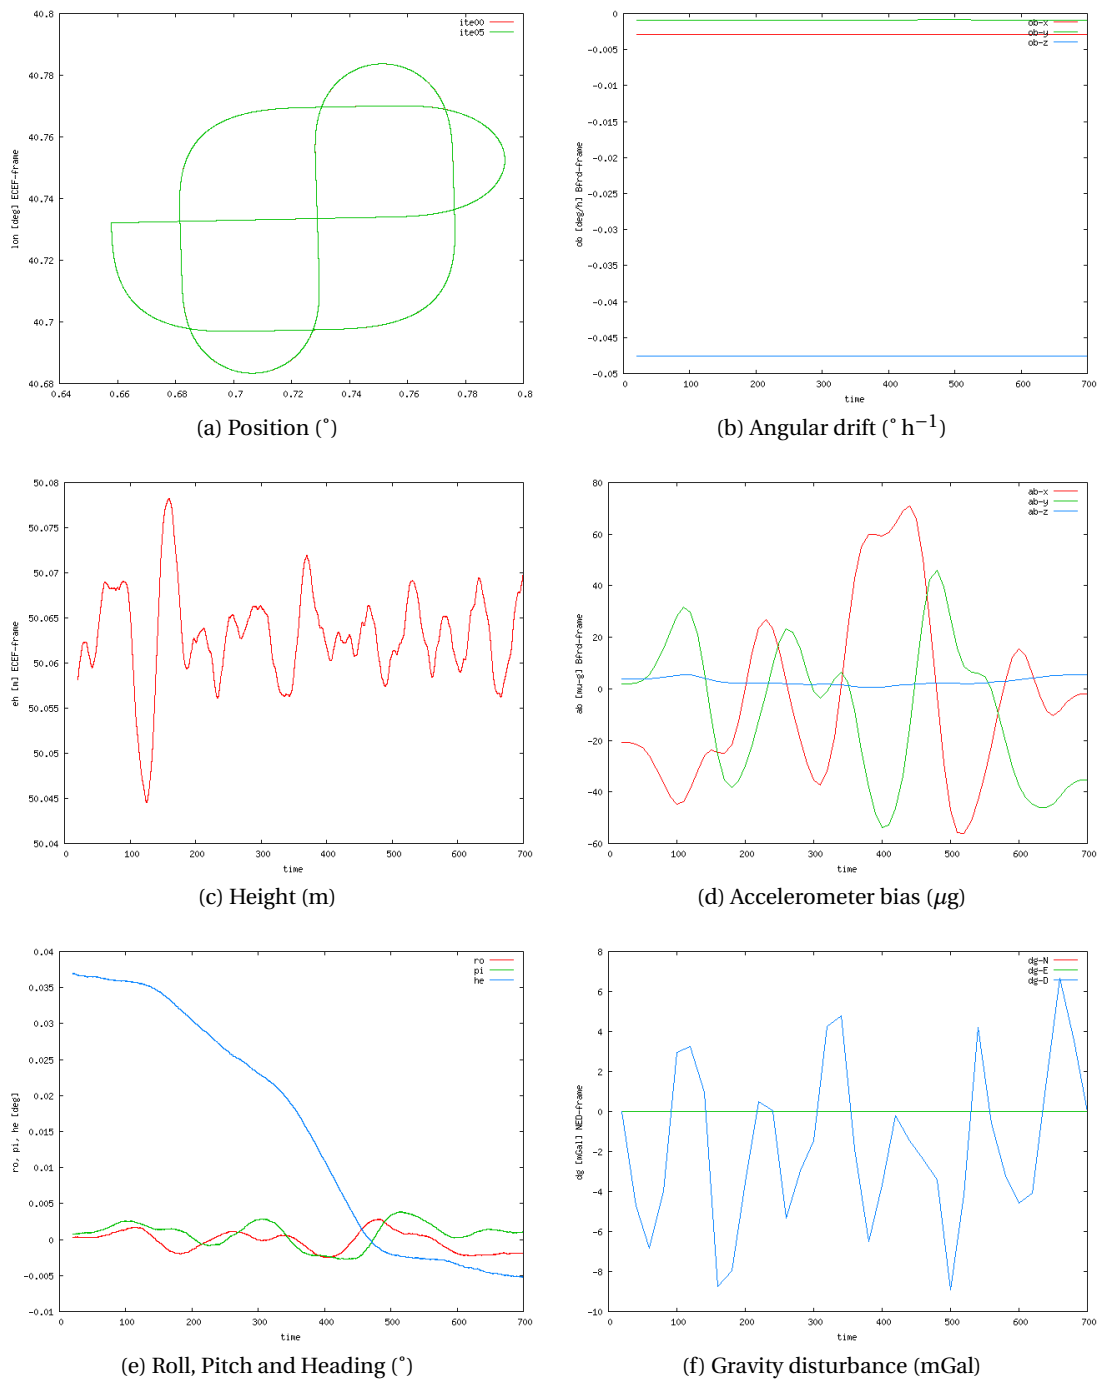 40.8
40.78
40.76
40.74
40.72
40.7
40.68
0.64 0.66 0.68 0.7 0.72 0.74 0.76 0.78 0.8
lon [deg] ECEF-frame
ite00
ite05
(a) Position (°)
0
-0.005
-0.01
-0.015
-0.02
-0.025
-0.03
-0.035
-0.04
-0.045
-0.05
0 100 200 300 400 500 600 700
time
ob [deg/h] Bfrd-frame
ob-x
ob-y
ob-z
(b) Angular drift (° h⁻¹)
50.08
50.075
50.07
50.065
50.06
50.055
50.05
50.045
50.04
0 100 200 300 400 500 600 700
time
eh [m] ECEF-frame
(c) Height (m)
80
60
40
20
0
-20
-40
-60
0 100 200 300 400 500 600 700
time
ab [mu-g] Bfrd-frame
ab-x
ab-y
ab-z
(d) Accelerometer bias (µg)
0.04
0.035
0.03
0.025
0.02
0.015
0.01
0.005
0
-0.005
-0.01
0 100 200 300 400 500 600 700
time
ro, pi, he [deg]
ro
pi
he
(e) Roll, Pitch and Heading (°)
8
6
4
2
0
-2
-4
-6
-8
-10
0 100 200 300 400 500 600 700
time
dg [mGal] NED-frame
dg-N
dg-E
dg-D
(f) Gravity disturbance (mGal)